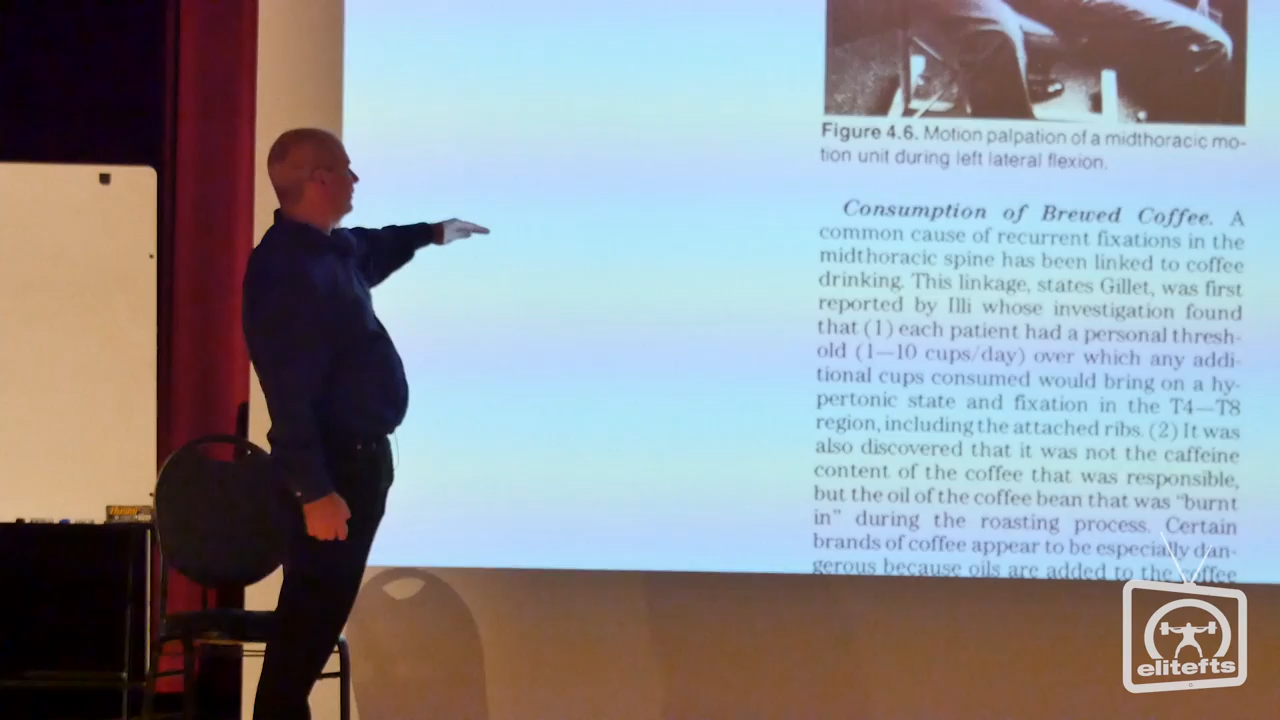 Figure 4.6. Motion palpation of a midthoracic mo-
tion unit during left lateral flexion.
Consumption of Brewed Coffee. A
common cause of recurrent fixations in the
midthoracic spine has been linked to coffee
drinking. This linkage, states Gillet, was first
reported by Illi whose investigation found
that (1) each patient had a personal thresh-
old (1—10 cups/day) over which any addi-
tional cups consumed would bring on a hy-
pertonic state and fixation in the T4—T8
region, including the attached ribs. (2) It was
also discovered that it was not the caffeine
content of the coffee that was responsible,
but the oil of the coffee bean that was "burnt
in" during the roasting process. Certain
brands of coffee appear to be especially dan-
gerous because oils are added to the coffee
elitefts